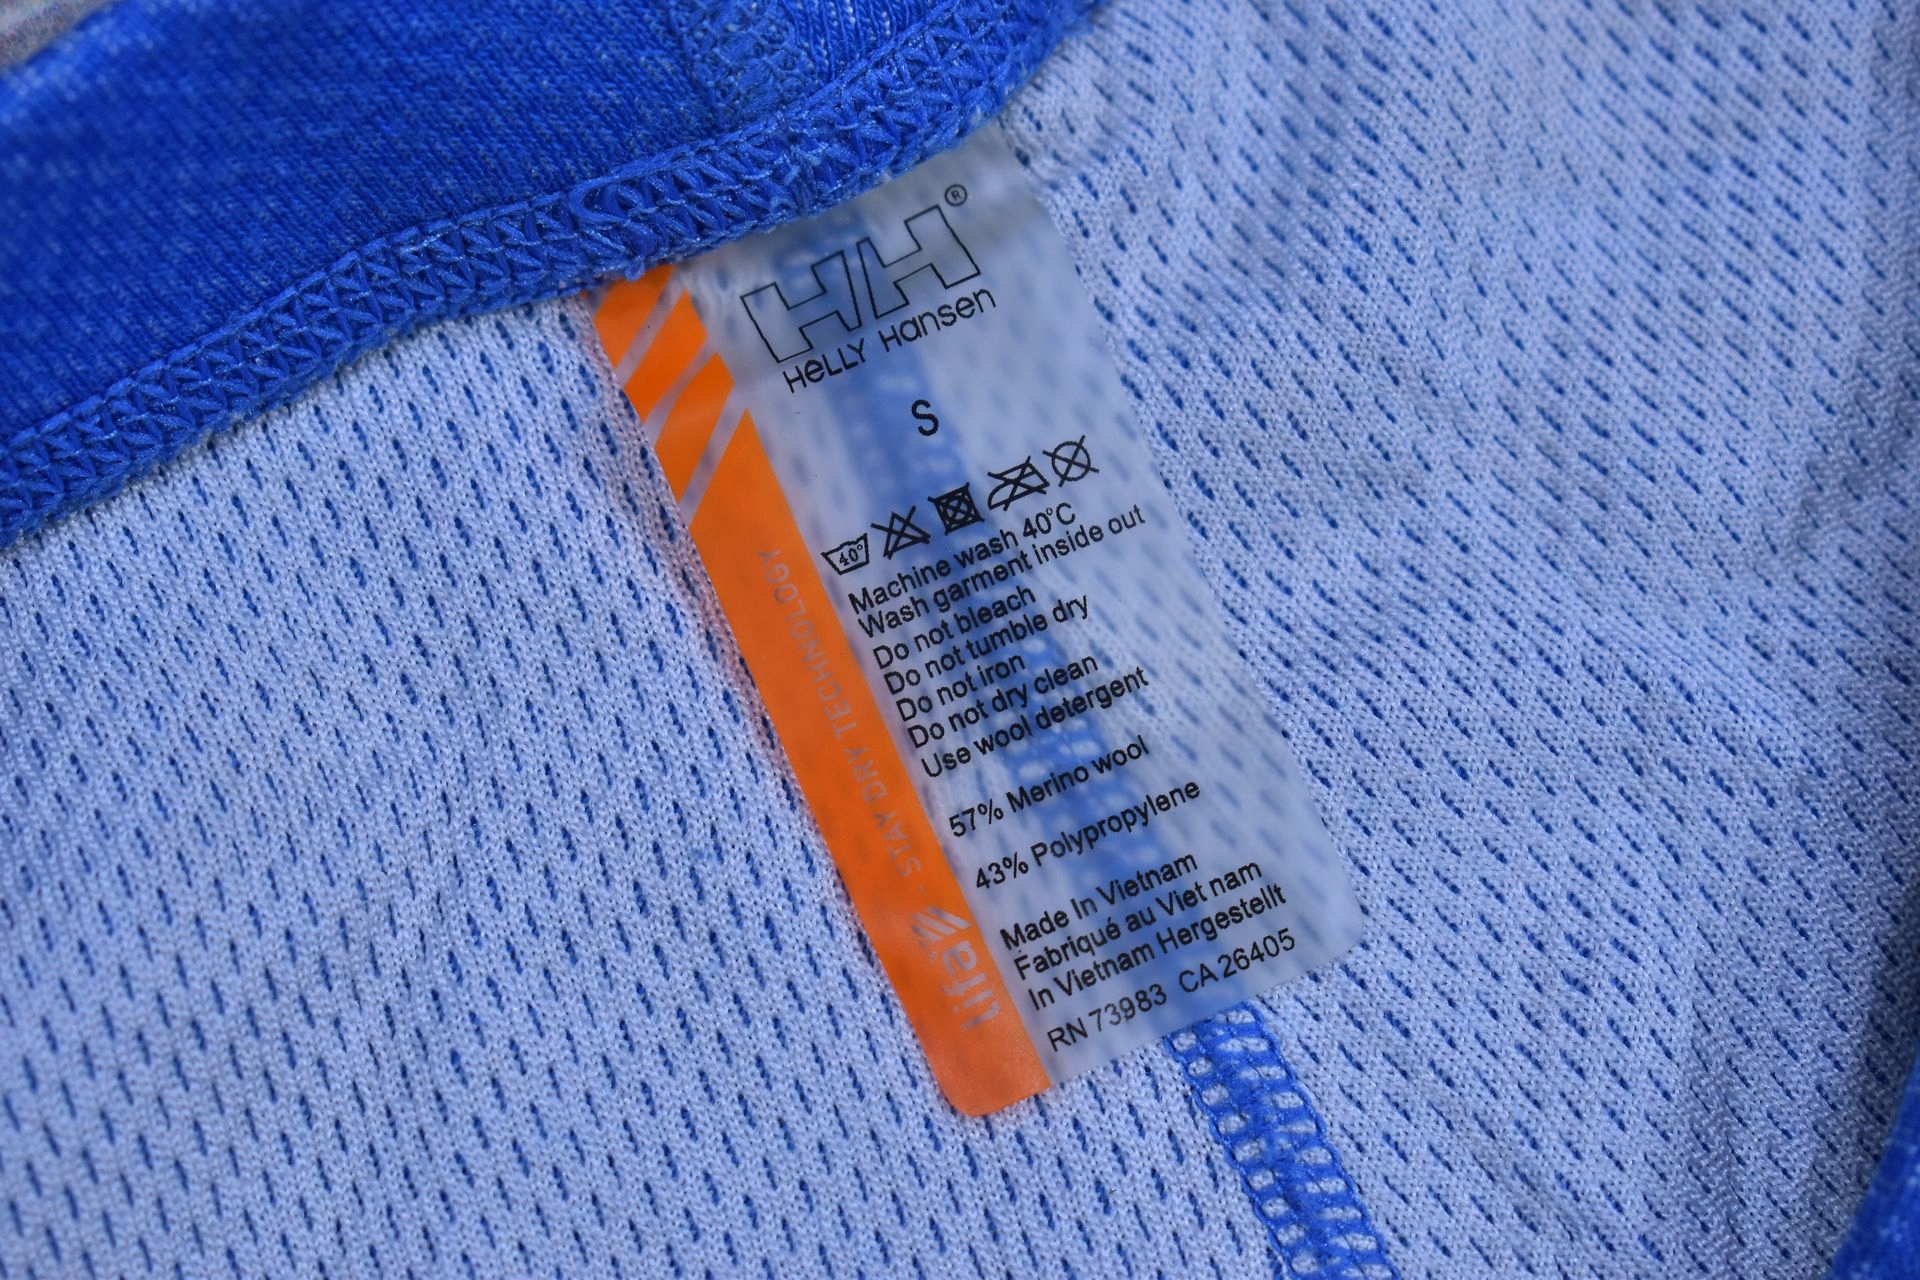 HH®
HeLLY Hansen
S
40°
Machine wash 40°C
Wash garment inside out
Do not bleach
Do not tumble dry
Do not iron
Do not dry clean
Use wool detergent
57% Merino wool
43% Polypropylene
Made In Vietnam
Fabriqué au Viet nam
In Vietnam Hergestellt
RN 73983 CA 26405
Lifa® - STAY DRY TECHNOLOGY